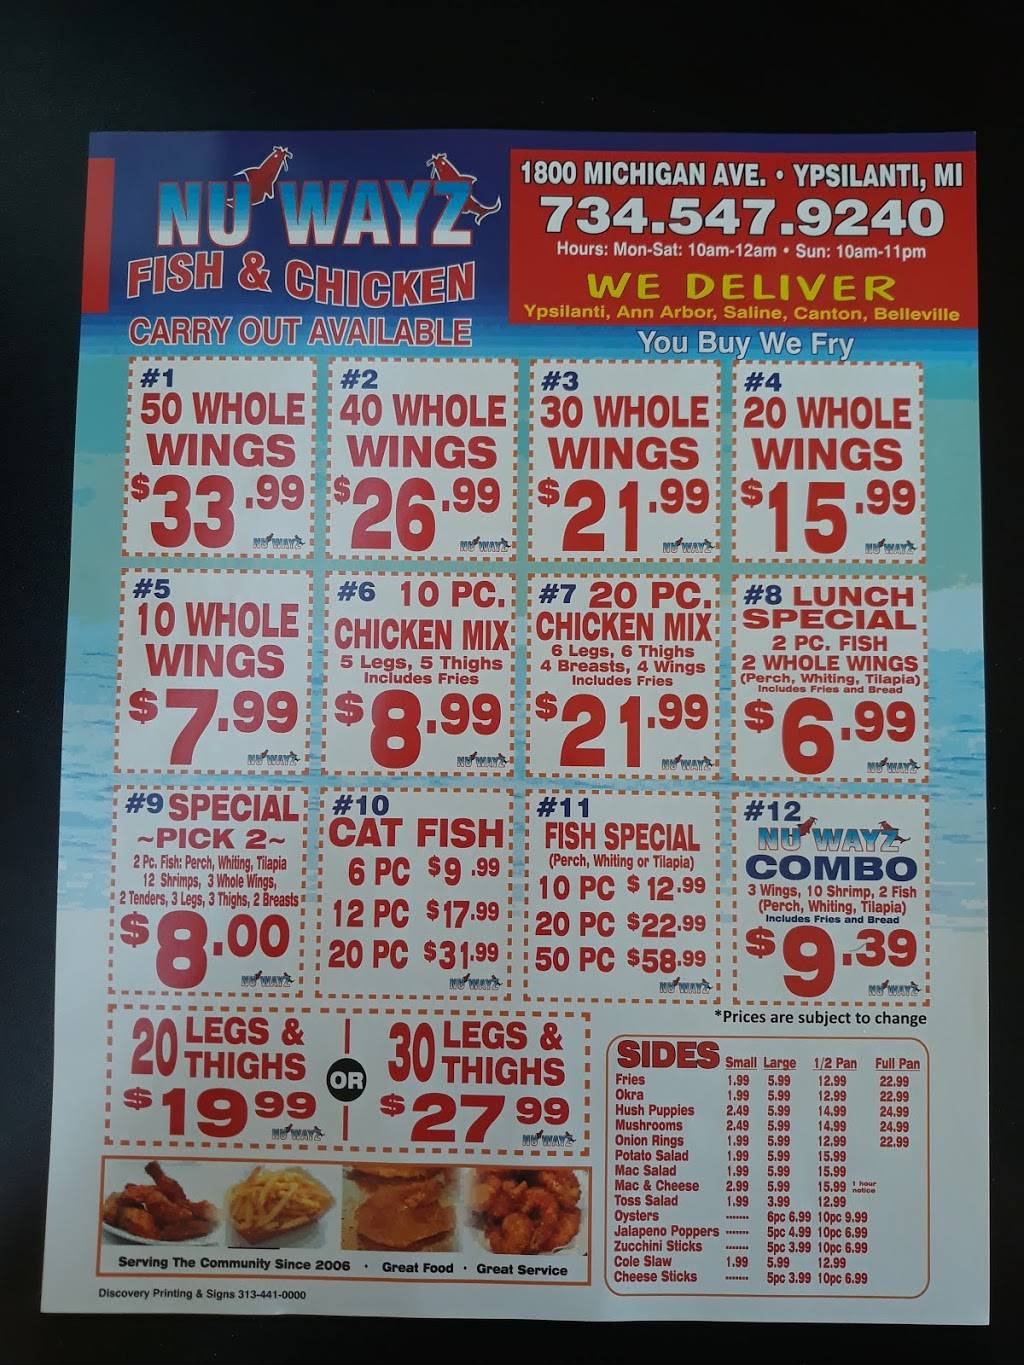 NU WAYZ
FISH & CHICKEN
CARRY OUT AVAILABLE
1800 MICHIGAN AVE. • YPSILANTI, MI
734.547.9240
Hours: Mon-Sat: 10am-12am • Sun: 10am-11pm
WE DELIVER
Ypsilanti, Ann Arbor, Saline, Canton, Belleville
You Buy We Fry
#1
50 WHOLE
WINGS
$33.99
NU WAYZ
#2
40 WHOLE
WINGS
$26.99
NU WAYZ
#3
30 WHOLE
WINGS
$21.99
NU WAYZ
#4
20 WHOLE
WINGS
$15.99
NU WAYZ
#5
10 WHOLE
WINGS
$7.99
NU WAYZ
#6 10 PC.
CHICKEN MIX
5 Legs, 5 Thighs
Includes Fries
$8.99
NU WAYZ
#7 20 PC.
CHICKEN MIX
6 Legs, 6 Thighs
4 Breasts, 4 Wings
Includes Fries
$21.99
NU WAYZ
#8 LUNCH
SPECIAL
2 PC. FISH
2 WHOLE WINGS
(Perch, Whiting, Tilapia)
Includes Fries and Bread
$6.99
NU WAYZ
#9 SPECIAL
~PICK 2~
2 Pc. Fish: Perch, Whiting, Tilapia
12 Shrimps, 3 Whole Wings,
2 Tenders, 3 Legs, 3 Thighs, 2 Breasts
$8.00
NU WAYZ
#10
CAT FISH
6 PC $9.99
12 PC $17.99
20 PC $31.99
NU WAYZ
#11
FISH SPECIAL
(Perch, Whiting or Tilapia)
10 PC $12.99
20 PC $22.99
50 PC $58.99
NU WAYZ
#12
NU WAYZ
COMBO
3 Wings, 10 Shrimp, 2 Fish
(Perch, Whiting, Tilapia)
Includes Fries and Bread
$9.39
NU WAYZ
*Prices are subject to change
20 LEGS &
THIGHS
$19.99
NU WAYZ
OR
30 LEGS &
THIGHS
$27.99
NU WAYZ
SIDES Small Large 1/2 Pan Full Pan
Fries 1.99 5.99 12.99 22.99
Okra 1.99 5.99 12.99 22.99
Hush Puppies 2.49 5.99 14.99 24.99
Mushrooms 2.49 5.99 14.99 24.99
Onion Rings 1.99 5.99 12.99 22.99
Potato Salad 1.99 5.99 15.99
Mac Salad 1.99 5.99 15.99
Mac & Cheese 2.99 5.99 15.99 1 hour notice
Toss Salad 1.99 3.99 12.99
Oysters ------- 6pc 6.99 10pc 9.99
Jalapeno Poppers ------- 5pc 4.99 10pc 6.99
Zucchini Sticks ------- 5pc 3.99 10pc 6.99
Cole Slaw 1.99 5.99 12.99
Cheese Sticks ------- 5pc 3.99 10pc 6.99
Serving The Community Since 2006 • Great Food • Great Service
Discovery Printing & Signs 313-441-0000